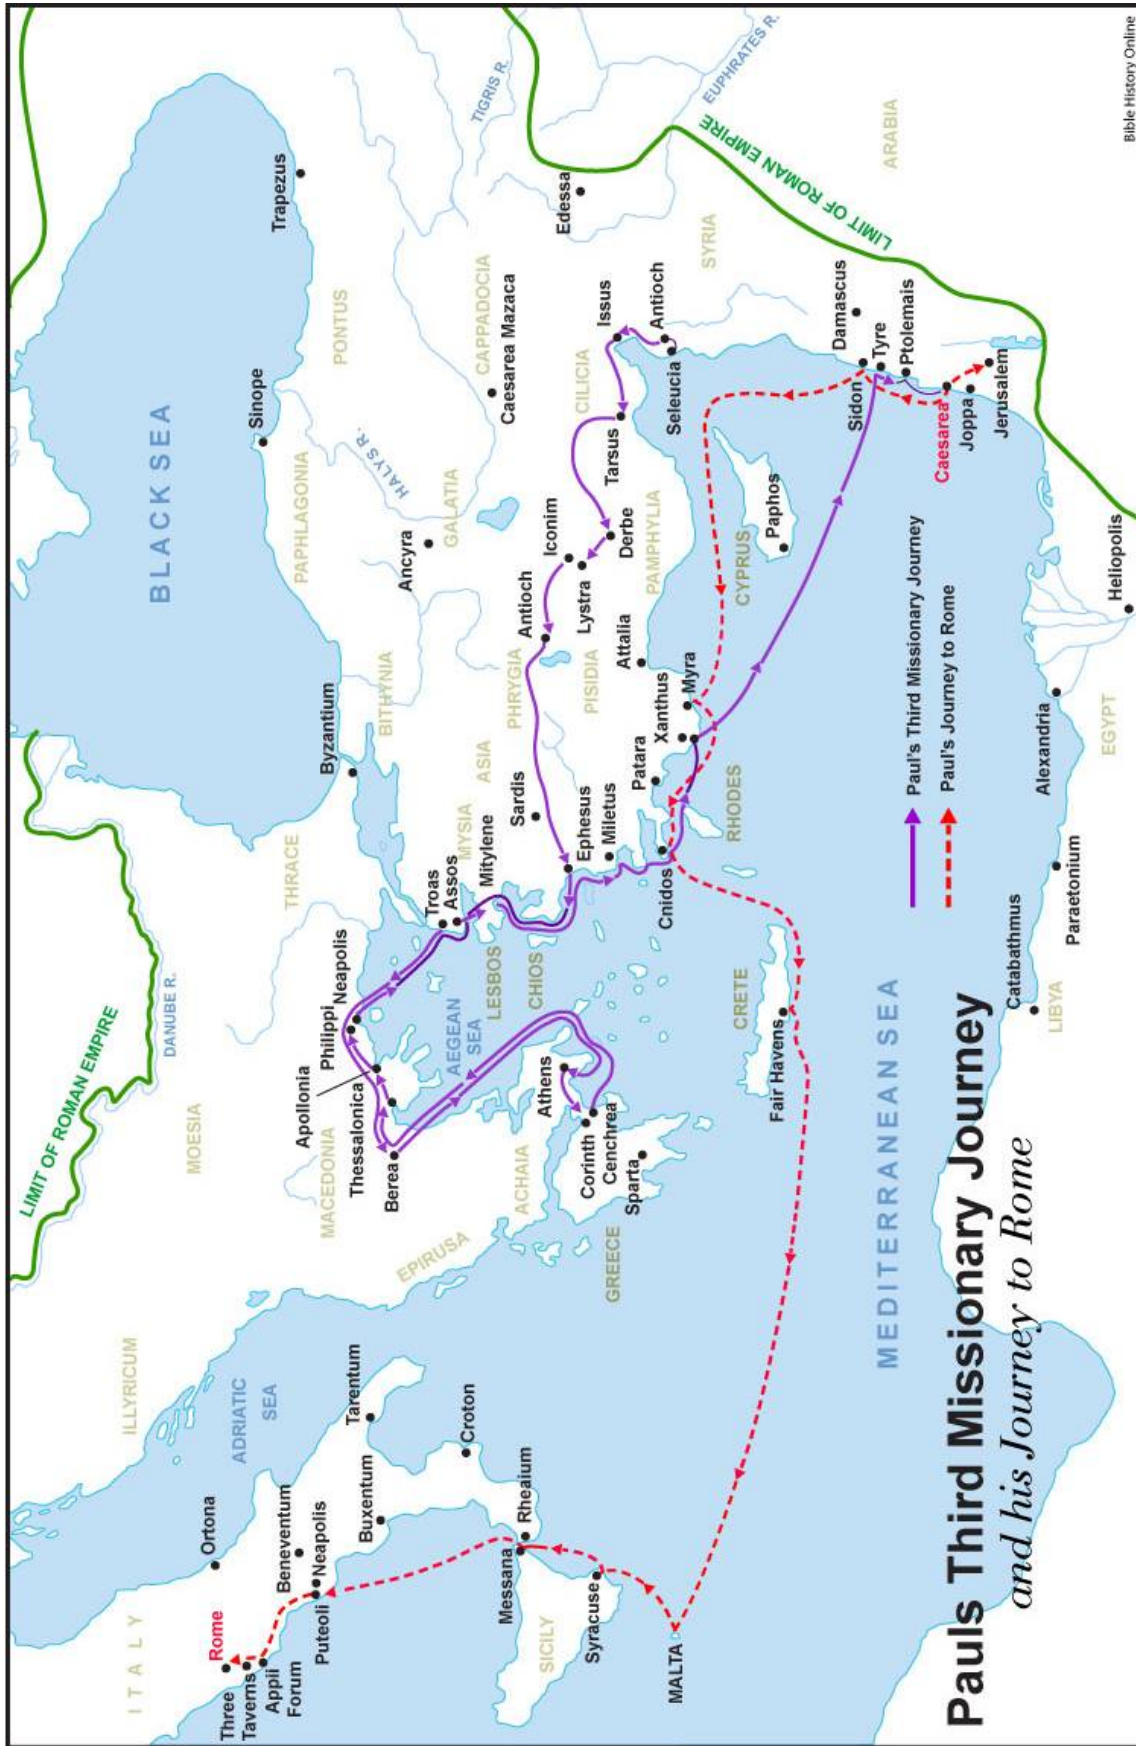 Pauls Third Missionary Journey
and his Journey to Rome
Paul's Third Missionary Journey
Paul's Journey to Rome
LIMIT OF ROMAN EMPIRE
LIMIT OF ROMAN EMPIRE
BLACK SEA
MEDITERRANEAN SEA
ADRIATIC
SEA
AEGEAN
SEA
DANUBE R.
HALYS R.
TIGRIS R.
EUPHRATES R.
ITALY
ILLYRICUM
MOESIA
THRACE
MACEDONIA
EPIRUSA
ACHAIA
GREECE
SICILY
MALTA
CRETE
LESBOS
CHIOS
RHODES
CYPRUS
MYSIA
ASIA
BITHYNIA
PHRYGIA
PISIDIA
PAMPHYLIA
PAPHLAGONIA
GALATIA
PONTUS
CAPPADOCIA
CILICIA
SYRIA
ARABIA
EGYPT
LIBYA
Rome
Three
Taverns
Appii
Forum
Puteoli
Neapolis
Beneventum
Ortona
Buxentum
Tarentum
Croton
Rheaium
Messana
Syracuse
Apollonia
Thessalonica
Berea
Philippi
Neapolis
Athens
Corinth
Cenchrea
Sparta
Fair Havens
Troas
Assos
Mitylene
Byzantium
Sardis
Ephesus
Miletus
Cnidos
Patara
Xanthus
Myra
Attalia
Antioch
Iconim
Lystra
Derbe
Ancyra
Sinope
Trapezus
Caesarea Mazaca
Tarsus
Issus
Antioch
Seleucia
Edessa
Paphos
Damascus
Sidon
Tyre
Ptolemais
Caesarea
Joppa
Jerusalem
Heliopolis
Alexandria
Paraetonium
Catabathmus
Bible History Online